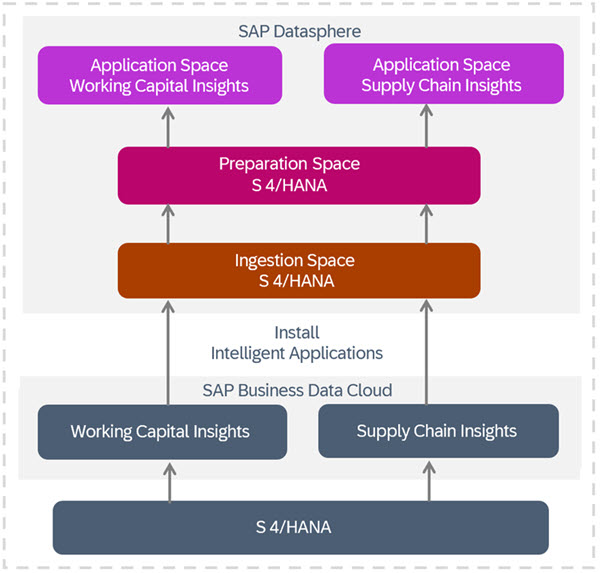 SAP Datasphere
Application Space
Working Capital Insights
Application Space
Supply Chain Insights
Preparation Space
S 4/HANA
Ingestion Space
S 4/HANA
Install
Intelligent Applications
SAP Business Data Cloud
Working Capital Insights
Supply Chain Insights
S 4/HANA